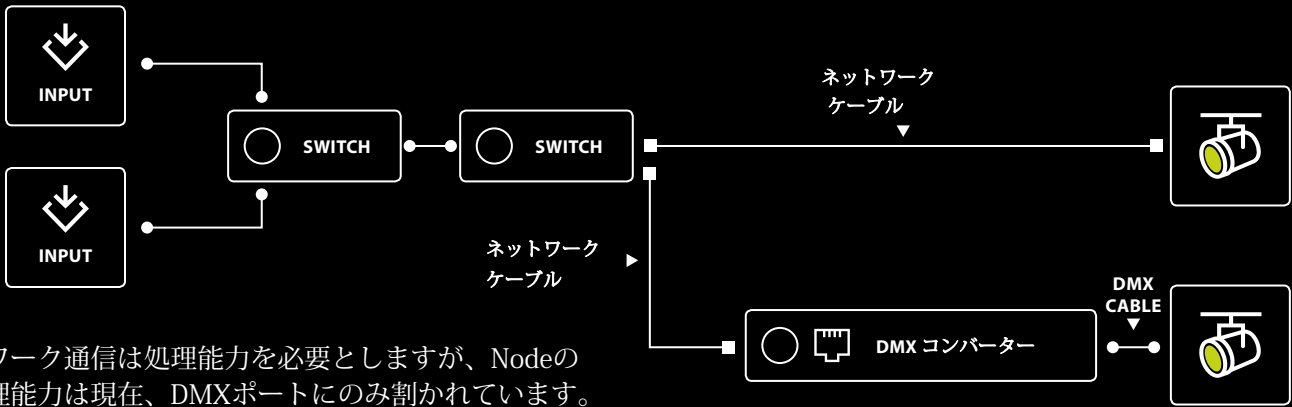 INPUT
ネットワーク
ケーブル
▼
SWITCH
SWITCH
INPUT
ネットワーク
ケーブル
▶
DMX
CABLE
▼
DMX コンバーター
ワーク通信は処理能力を必要としますが、Nodeの
理能力は現在、DMXポートにのみ割かれています。